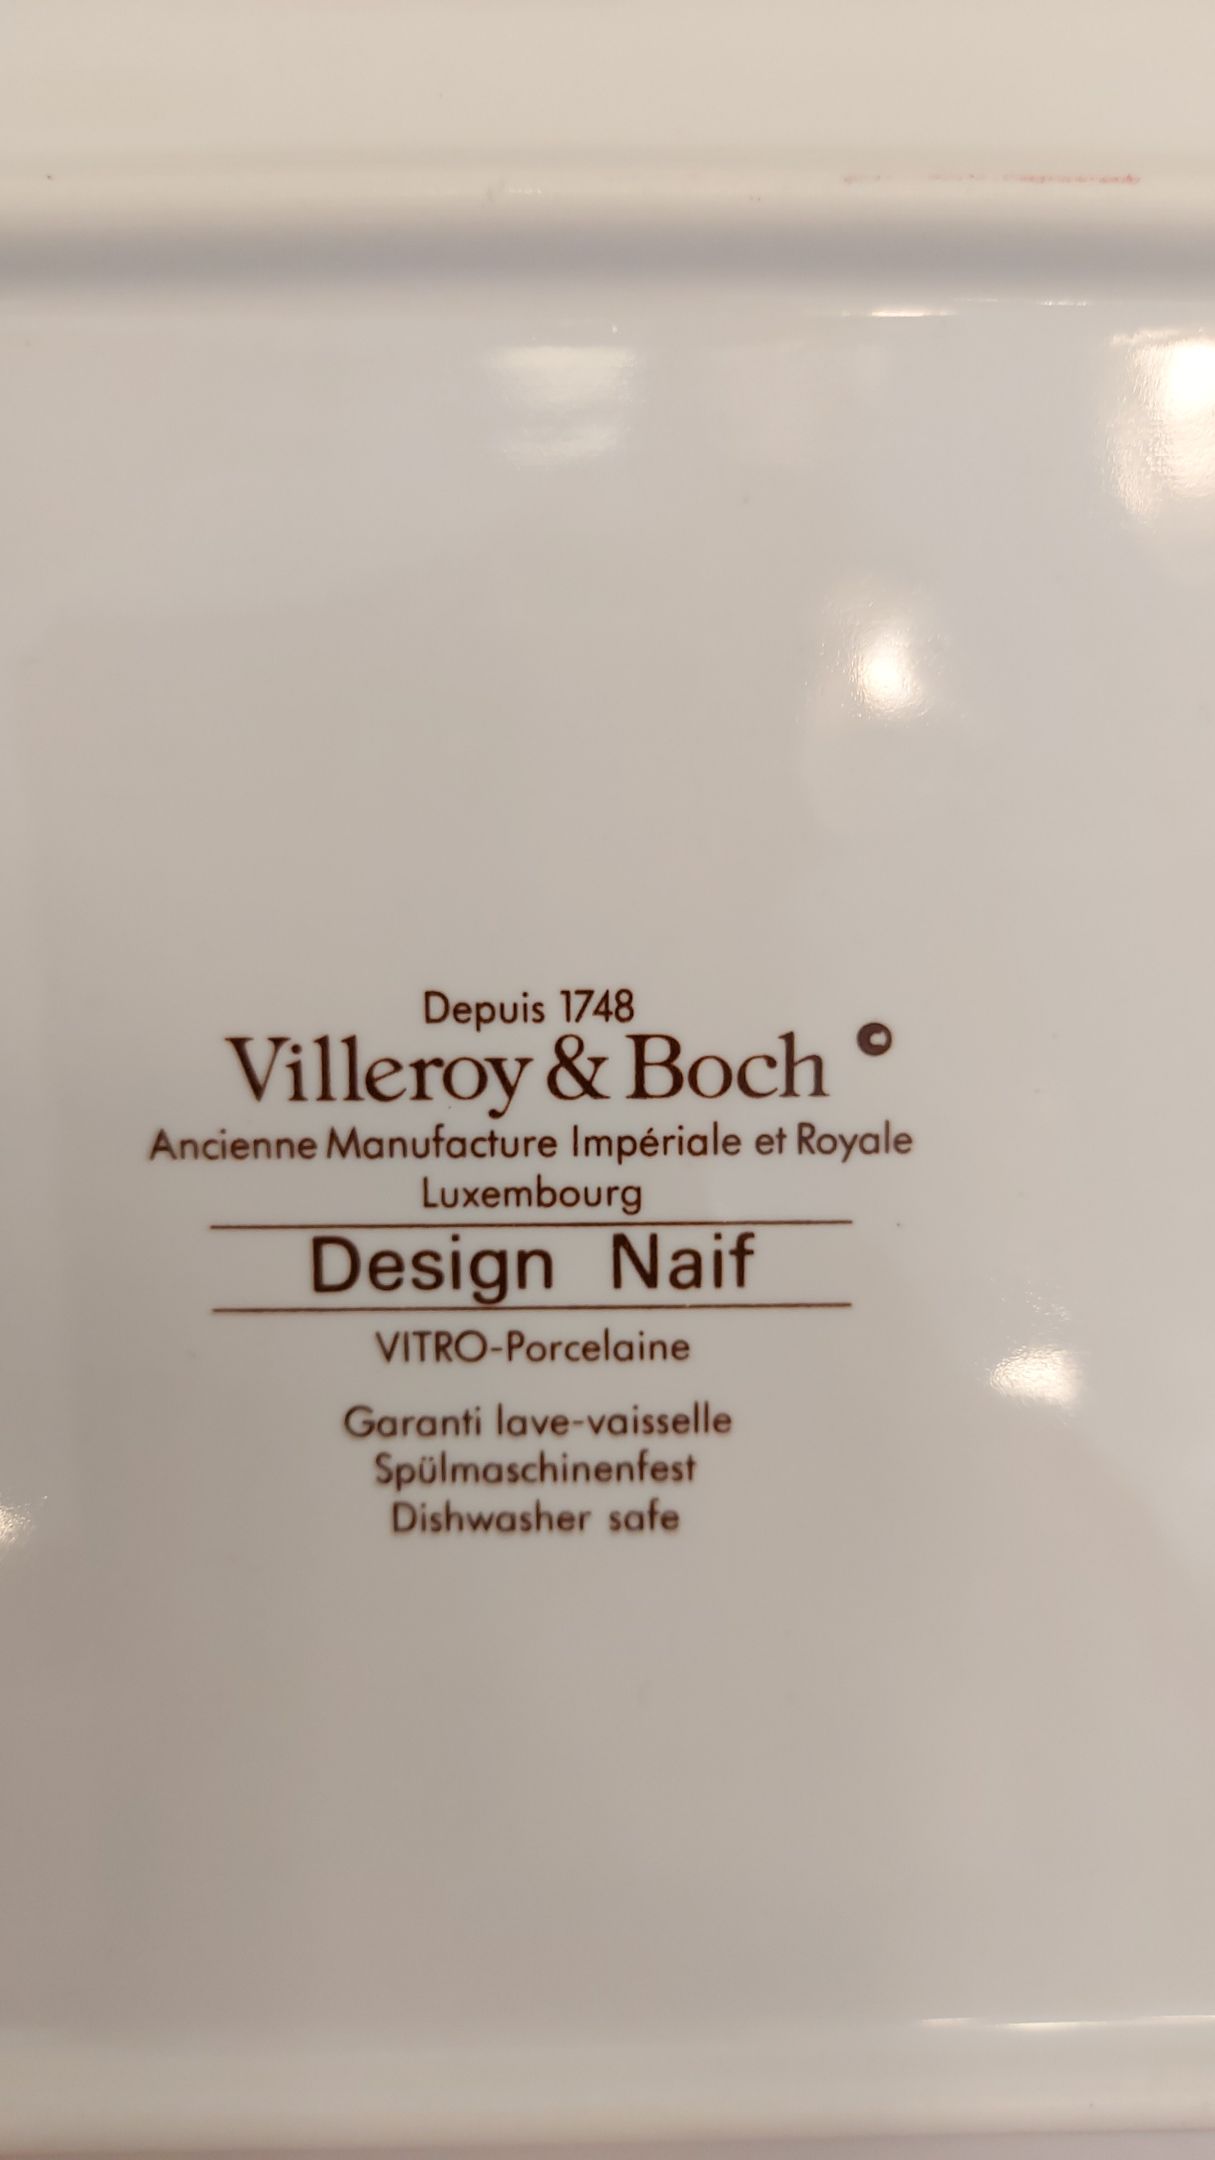 Depuis 1748
Villeroy & Boch ©
Ancienne Manufacture Impériale et Royale
Luxembourg
Design Naif
VITRO-Porcelaine
Garanti lave-vaisselle
Spülmaschinenfest
Dishwasher safe